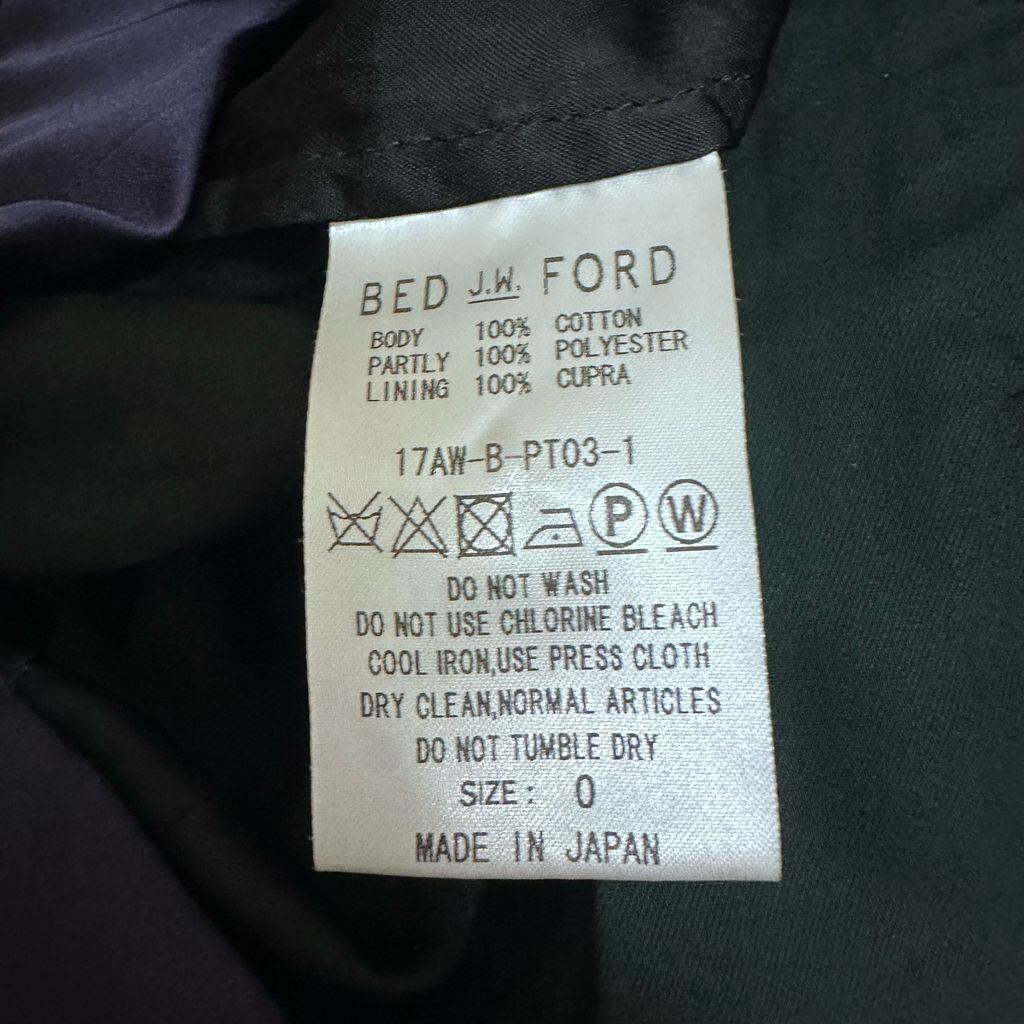 BED J.W. FORD
BODY 100% COTTON
PARTLY 100% POLYESTER
LINING 100% CUPRA
17AW-B-PT03-1
P W
DO NOT WASH
DO NOT USE CHLORINE BLEACH
COOL IRON,USE PRESS CLOTH
DRY CLEAN,NORMAL ARTICLES
DO NOT TUMBLE DRY
SIZE: 0
MADE IN JAPAN